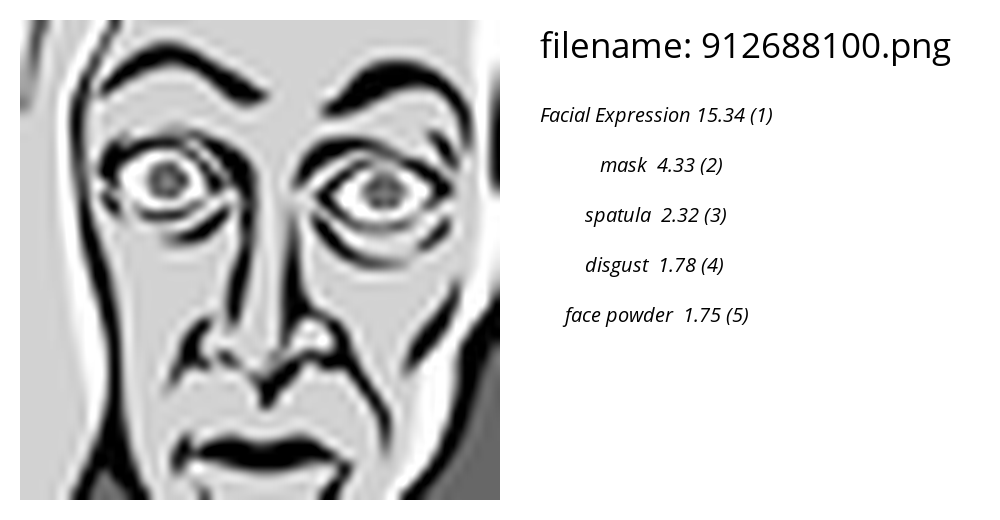 filename: 912688100.png
Facial Expression 15.34 (1)
mask 4.33 (2)
spatula 2.32 (3)
disgust 1.78 (4)
face powder 1.75 (5)